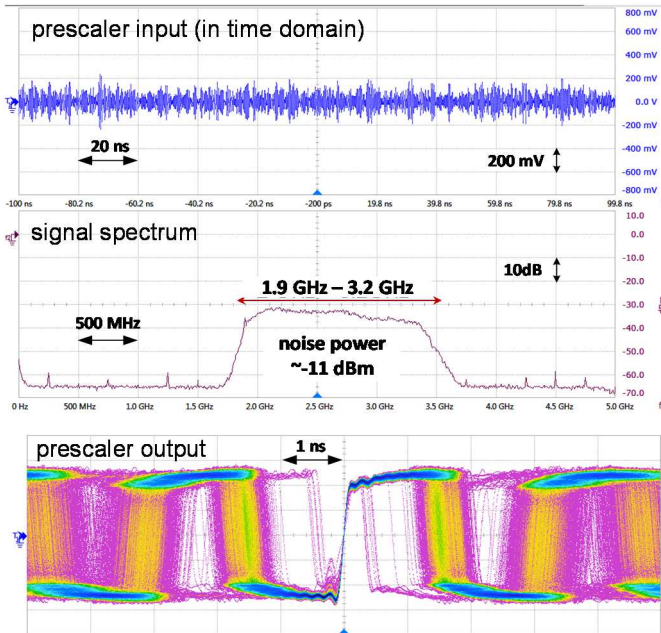 prescaler input (in time domain)
800 mV
600 mV
400 mV
200 mV
0.0 V
-200 mV
-400 mV
-600 mV
-800 mV
20 ns
200 mV
-100 ns -80.2 ns -60.2 ns -40.2 ns -20.2 ns -200 ps 19.8 ns 39.8 ns 59.8 ns 79.8 ns 99.8 ns
signal spectrum
10.0
0.0
-10.0
-20.0
-30.0
-40.0
-50.0
-60.0
-70.0
10dB
1.9 GHz – 3.2 GHz
500 MHz
noise power
~-11 dBm
0 Hz 500 MHz 1.0 GHz 1.5 GHz 2.0 GHz 2.5 GHz 3.0 GHz 3.5 GHz 4.0 GHz 4.5 GHz 5.0 GHz
prescaler output
1 ns